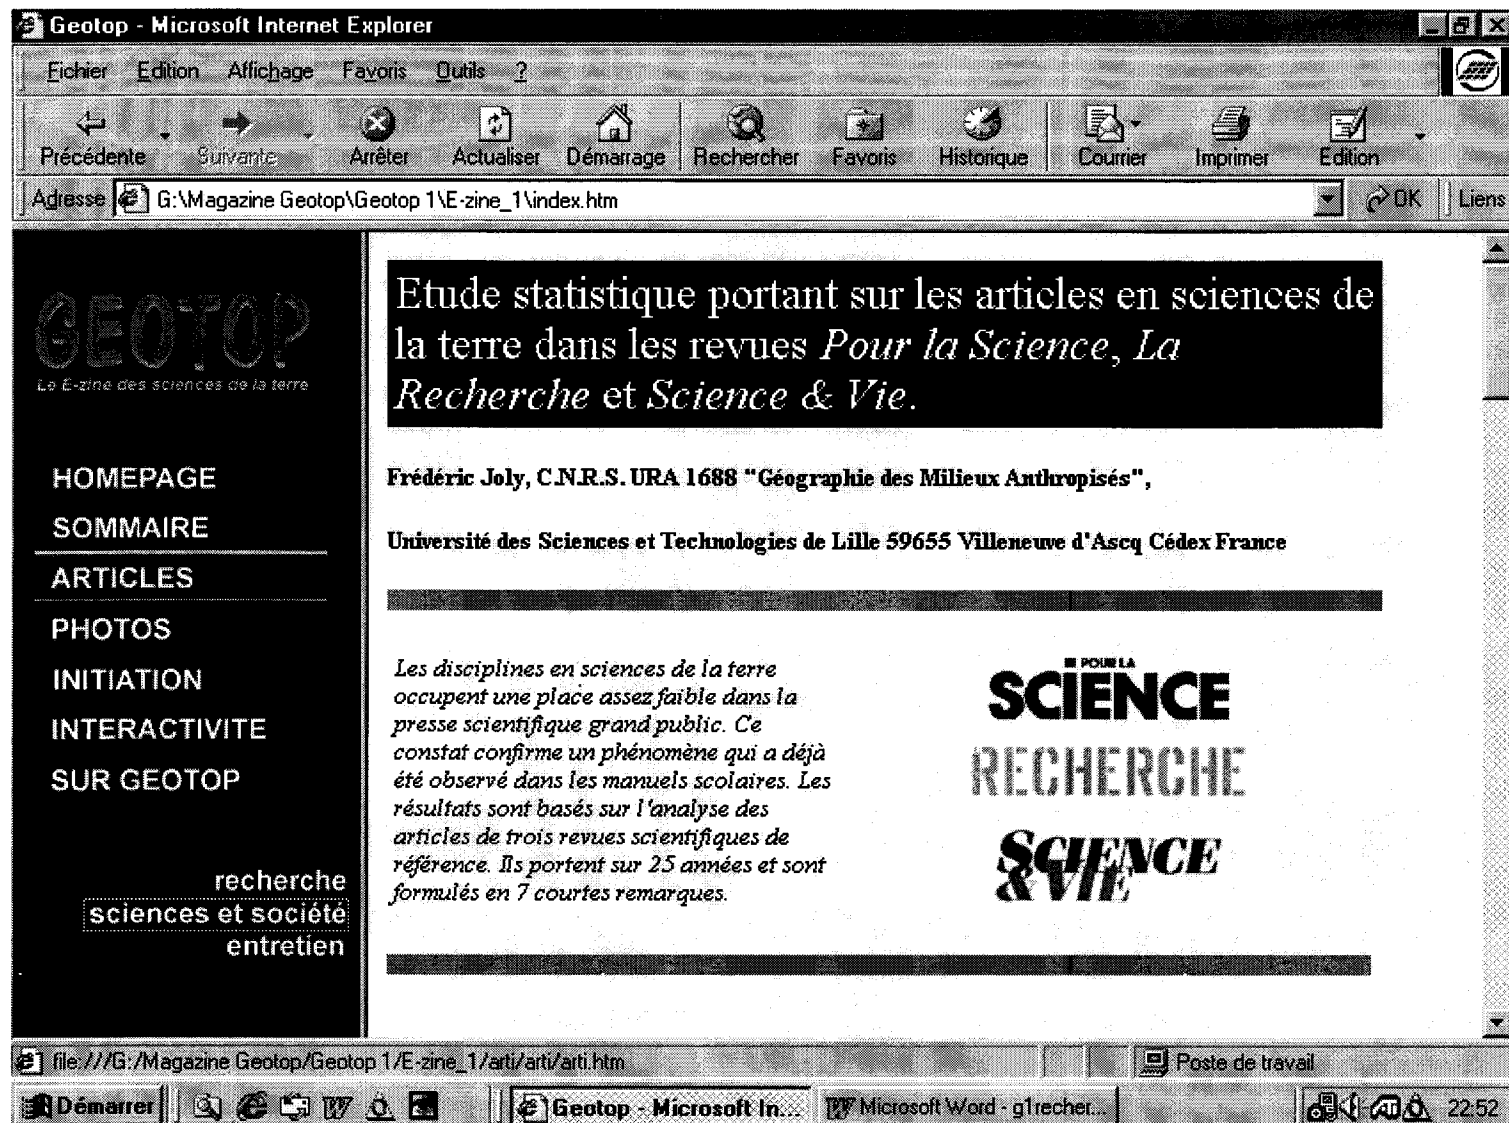 Geotop - Microsoft Internet Explorer
Fichier Edition Affichage Favoris Outils ?
Précédente Suivante Arrêter Actualiser Démarrage Rechercher Favoris Historique Courrier Imprimer Edition
Adresse G:\Magazine Geotop\Geotop 1\E-zine_1\index.htm OK Liens
GEOTOP
Le E-zine des sciences de la terre
HOMEPAGE
SOMMAIRE
ARTICLES
PHOTOS
INITIATION
INTERACTIVITE
SUR GEOTOP
recherche
sciences et société
entretien
Etude statistique portant sur les articles en sciences de
la terre dans les revues Pour la Science, La
Recherche et Science & Vie.
Frédéric Joly, C.N.R.S. URA 1688 "Géographie des Milieux Anthropisés",
Université des Sciences et Technologies de Lille 59655 Villeneuve d'Ascq Cédex France
Les disciplines en sciences de la terre
occupent une place assez faible dans la
presse scientifique grand public. Ce
constat confirme un phénomène qui a déjà
été observé dans les manuels scolaires. Les
résultats sont basés sur l'analyse des
articles de trois revues scientifiques de
référence. Ils portent sur 25 années et sont
formulés en 7 courtes remarques.
POUR LA
SCIENCE
RECHERCHE
SCIENCE
& VIE
file:///G:/Magazine Geotop/Geotop 1/E-zine_1/arti/arti/arti.htm Poste de travail
Démarrer Geotop - Microsoft In... Microsoft Word - g1recher... 22:52